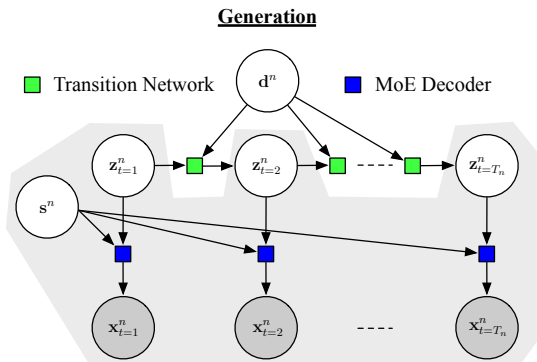 Generation
d^n
Transition Network
MoE Decoder
z^n_{t=1}
z^n_{t=2}
z^n_{t=T_n}
s^n
x^n_{t=1}
x^n_{t=2}
x^n_{t=T_n}